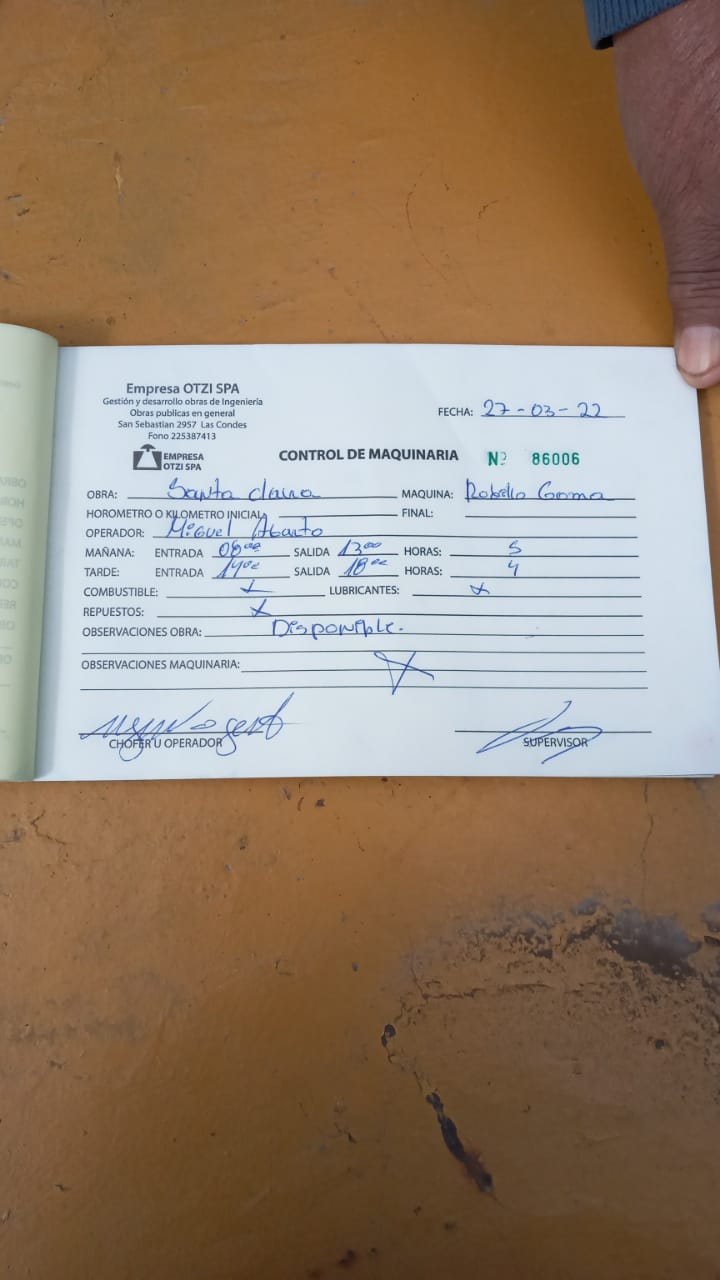 Empresa OTZI SPA
Gestión y desarrollo obras de Ingeniería
Obras publicas en general
San Sebastian 2957 Las Condes
Fono 225387413
EMPRESA
OTZI SPA
FECHA: 27-03-22
CONTROL DE MAQUINARIA Nº 86006
OBRA: Santa clara MAQUINA: Rodillo Goma
HOROMETRO O KILOMETRO INICIAL FINAL:
OPERADOR: Miguel Abarto
MAÑANA: ENTRADA 08:00 SALIDA 13:00 HORAS: 5
TARDE: ENTRADA 14:00 SALIDA 18:00 HORAS: 4
COMBUSTIBLE: x LUBRICANTES: x
REPUESTOS: x
OBSERVACIONES OBRA: Disponible.
OBSERVACIONES MAQUINARIA: X
CHOFER U OPERADOR SUPERVISOR